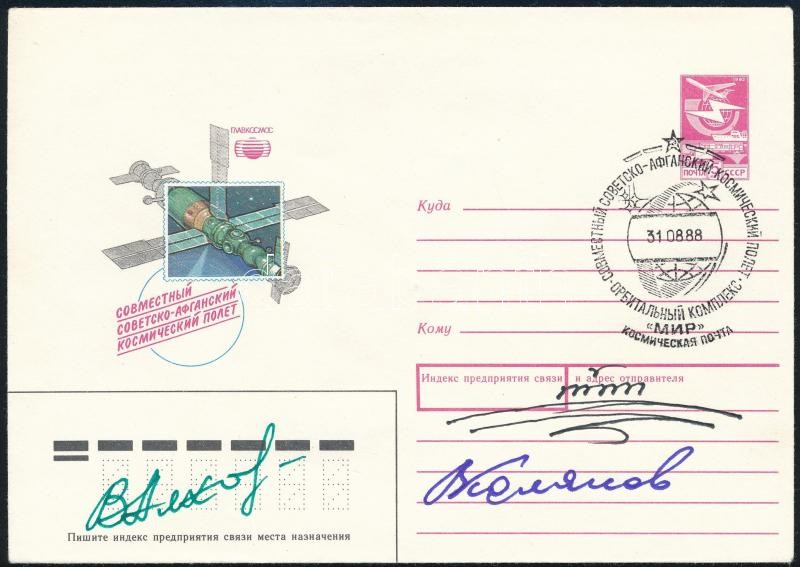 ГЛАВКОСМОС
СОВМЕСТНЫЙ
СОВЕТСКО-АФГАНСКИЙ
КОСМИЧЕСКИЙ ПОЛЕТ
ПОЧТА СССР
Куда
Кому
СОВМЕСТНЫЙ СОВЕТСКО-АФГАНСКИЙ КОСМИЧЕСКИЙ ПОЛЕТ
31.08.88
ОРБИТАЛЬНЫЙ КОМПЛЕКС
«МИР»
КОСМИЧЕСКАЯ ПОЧТА
Индекс предприятия связи и адрес отправителя
Пишите индекс предприятия связи места назначения